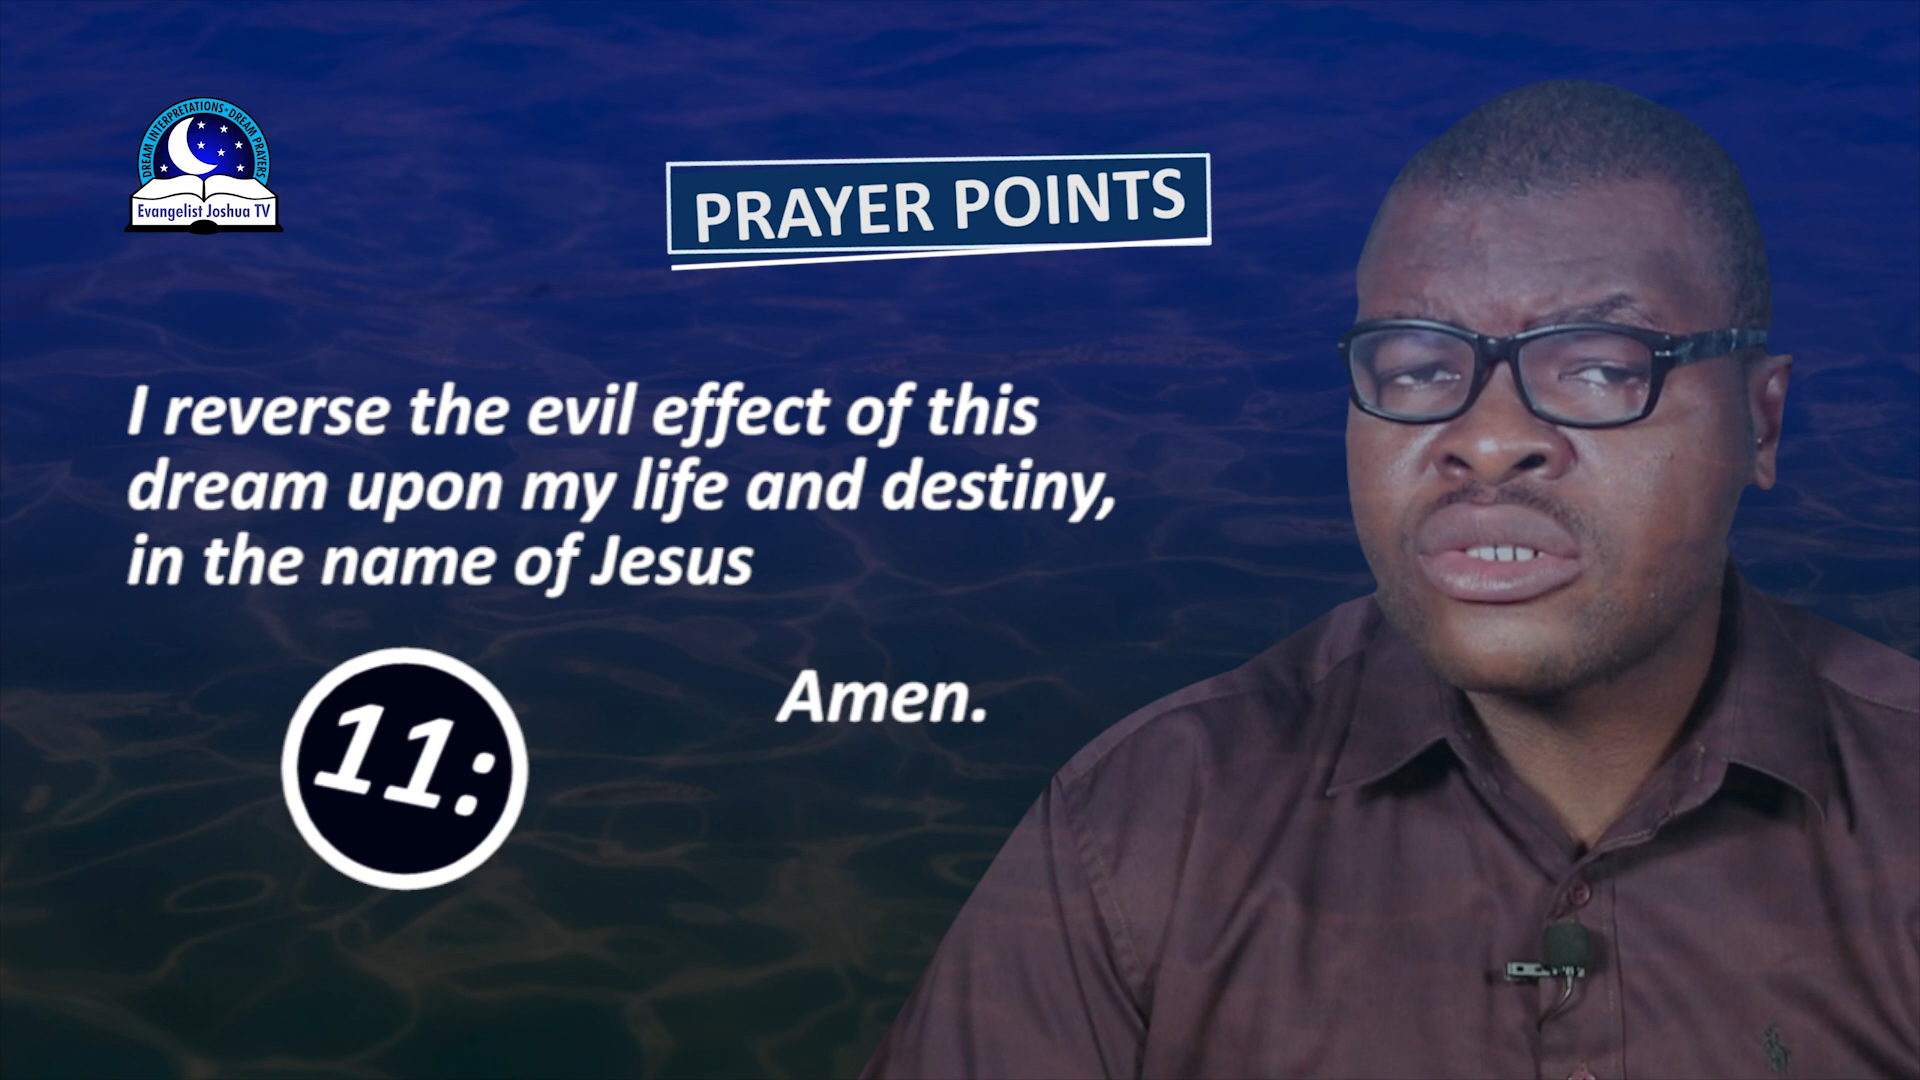 DREAM INTERPRETATIONS · DREAM PRAYERS
Evangelist Joshua TV
PRAYER POINTS
I reverse the evil effect of this
dream upon my life and destiny,
in the name of Jesus
Amen.
11: